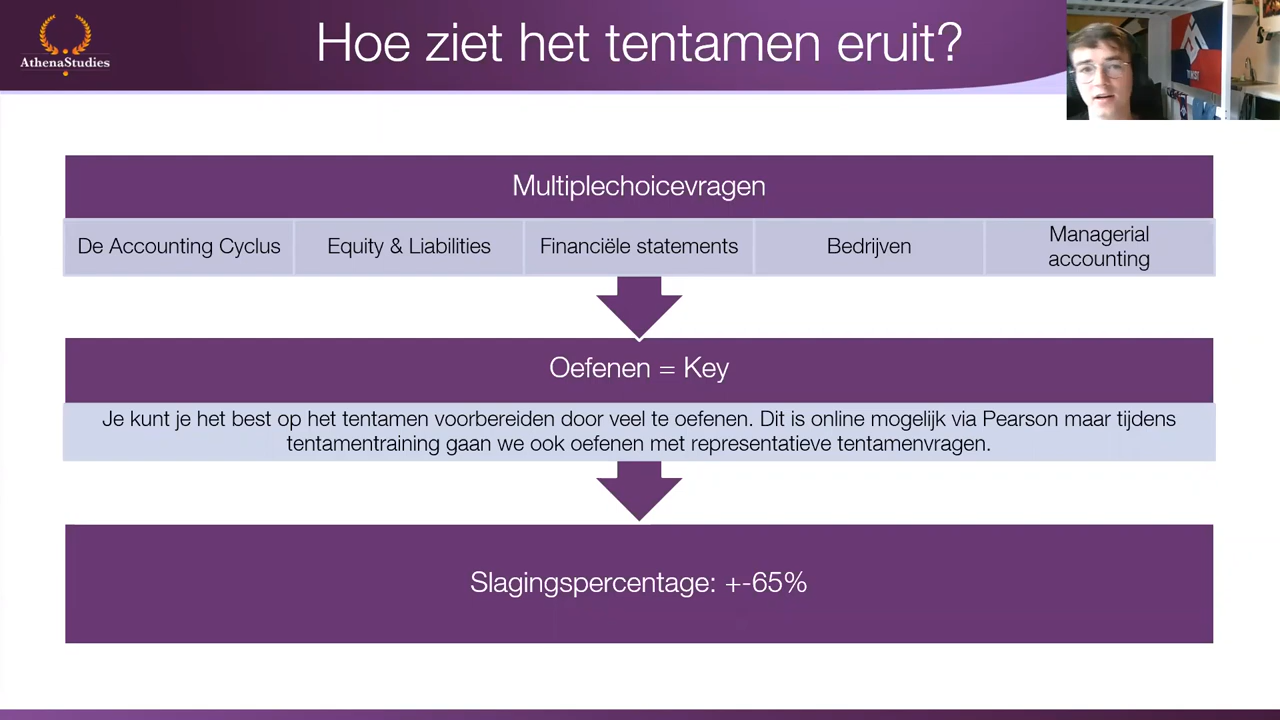 AthenaStudies
Hoe ziet het tentamen eruit?
Multiplechoicevragen
De Accounting Cyclus
Equity & Liabilities
Financiële statements
Bedrijven
Managerial
accounting
Oefenen = Key
Je kunt je het best op het tentamen voorbereiden door veel te oefenen. Dit is online mogelijk via Pearson maar tijdens
tentamentraining gaan we ook oefenen met representatieve tentamenvragen.
Slagingspercentage: +-65%